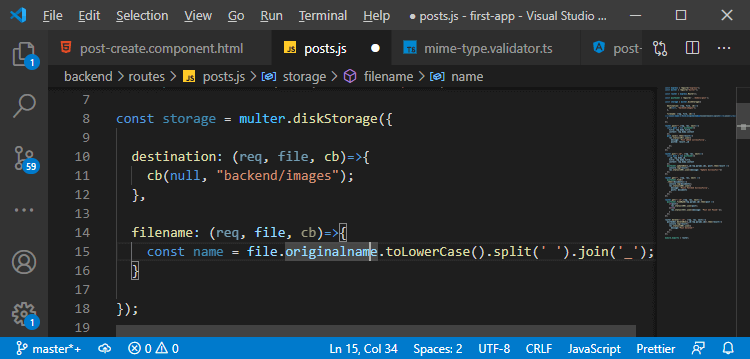 File Edit Selection View Go Run Terminal Help ● posts.js - first-app - Visual Studio ...
post-create.component.html JS posts.js ● TS mime-type.validator.ts post- ...
backend > routes > JS posts.js > storage > filename > name
1
7
8 const storage = multer.diskStorage({
9
10 destination: (req, file, cb)=>{
11 cb(null, "backend/images");
12 },
13
14 filename: (req, file, cb)=>{
15 const name = file.originalname.toLowerCase().split(' ').join('_');
16 }
17
18 });
19
59
1
master*+ 0 0 Ln 15, Col 34 Spaces: 2 UTF-8 CRLF JavaScript Prettier